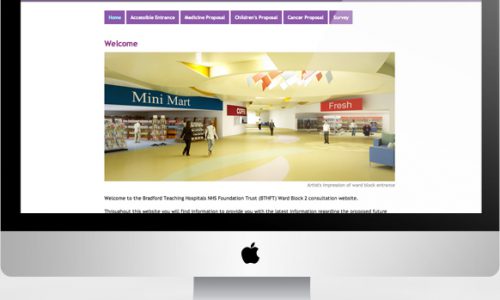 Home Accessible Entrance Medicine Proposal Children's Proposal Cancer Proposal Survey
Welcome
Mini Mart
Fresh
Artist's impression of ward block entrance
Welcome to the Bradford Teaching Hospitals NHS Foundation Trust (BTHFT) Ward Block 2 consultation website.
Throughout this website you will find information to provide you with the latest information regarding the proposed future